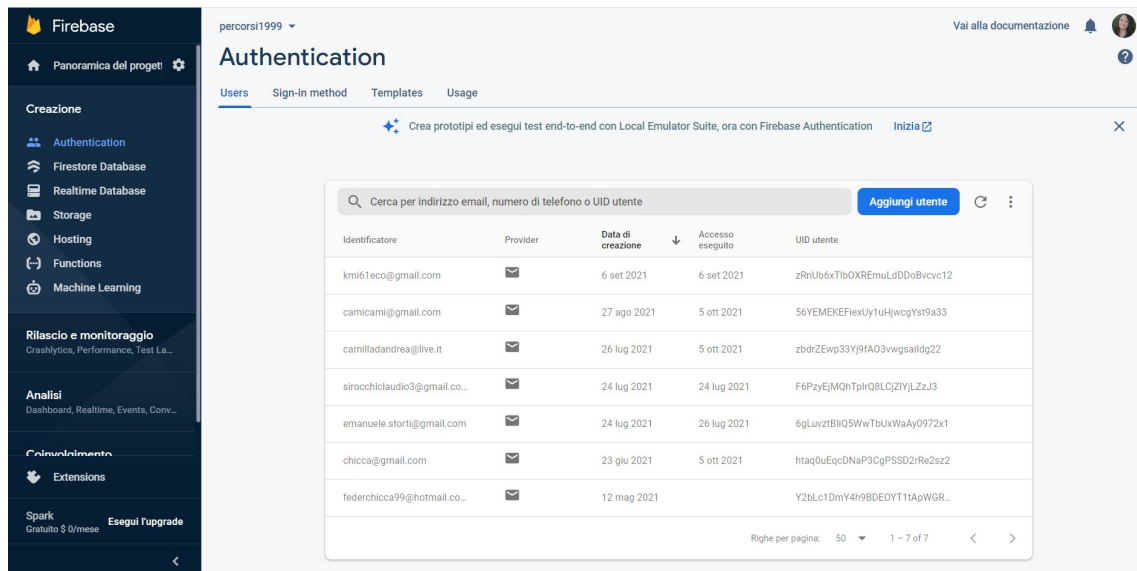 Firebase
Panoramica del proget
Creazione
Authentication
Firestore Database
Realtime Database
Storage
Hosting
Functions
Machine Learning
Rilascio e monitoraggio
Crashlytics, Performance, Test La...
Analisi
Dashboard, Realtime, Events, Conv...
Coinvolgimento
Extensions
Spark
Gratuito $ 0/mese
Esegui l'upgrade
percorsi1999
Vai alla documentazione
Authentication
Users Sign-in method Templates Usage
Crea prototipi ed esegui test end-to-end con Local Emulator Suite, ora con Firebase Authentication Inizia
Cerca per indirizzo email, numero di telefono o UID utente
Aggiungi utente
Identificatore Provider Data di creazione Accesso eseguito UID utente
kmi61eco@gmail.com 6 set 2021 6 set 2021 zRnUb6xTlbOXREmuLdDDoBvcvc12
camicami@gmail.com 27 ago 2021 5 ott 2021 56YEMEKEFiexUy1uHjwcgYst9a33
camilladandrea@live.it 26 lug 2021 5 ott 2021 zbdrZEwp33Yj9fAO3vwgsaiIdg22
sirocchiclaudio3@gmail.co... 24 lug 2021 24 lug 2021 F6PzyEjMQhTpIrQ8LCjZlYjLZzJ3
emanuele.storti@gmail.com 24 lug 2021 26 lug 2021 6gLuvztBIiQ5WwTbUxWaAy0972x1
chicca@gmail.com 23 giu 2021 5 ott 2021 htaq0uEqcDNaP3CgPSSD2rRe2sz2
federchicca99@hotmail.co... 12 mag 2021 Y2bLc1DmY4h9BDEOYT1tApWGR...
Righe per pagina: 50 1 – 7 of 7